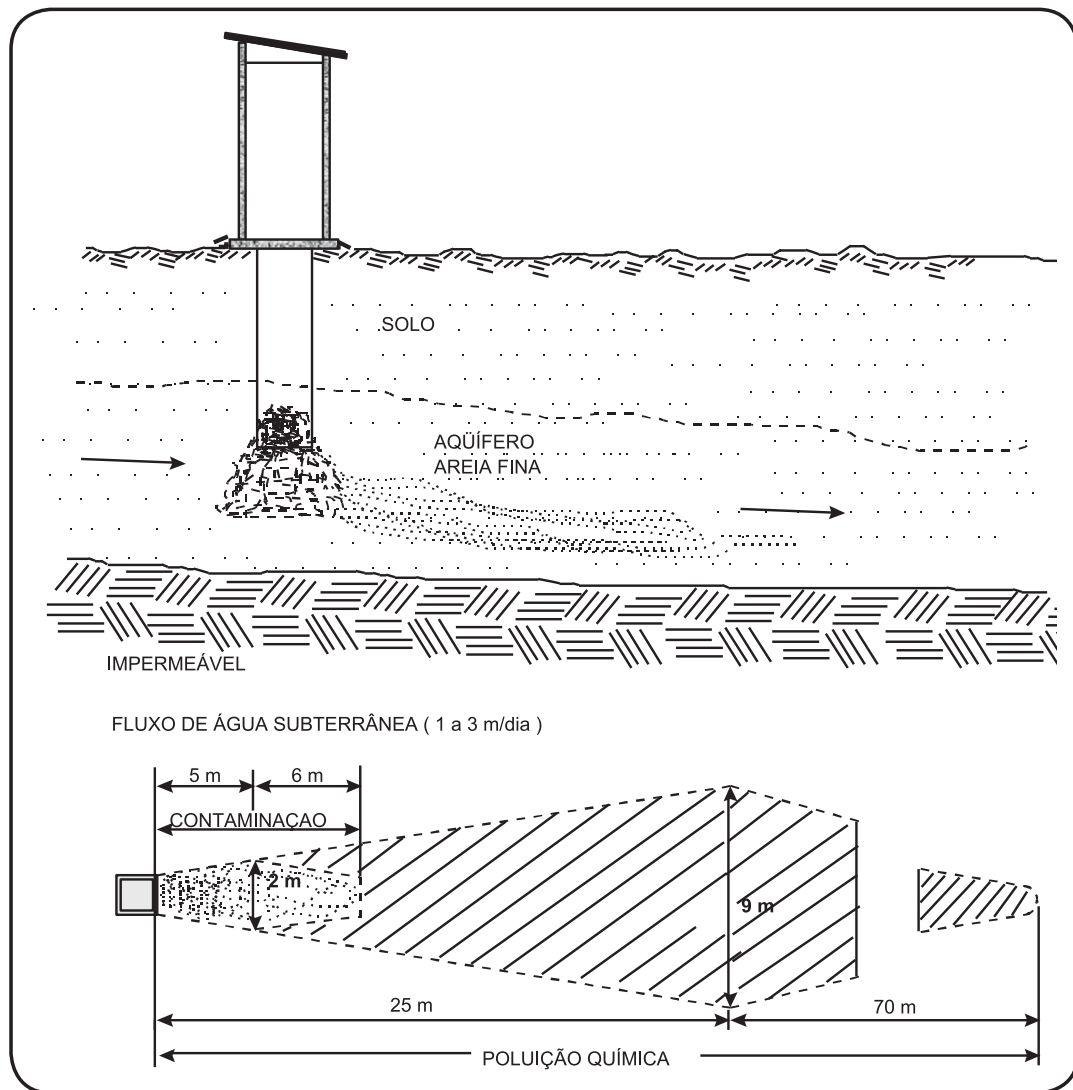 SOLO
AQÜÍFERO
AREIA FINA
IMPERMEÁVEL
FLUXO DE ÁGUA SUBTERRÂNEA ( 1 a 3 m/dia )
5 m
6 m
CONTAMINAÇAO
2 m
9 m
25 m
70 m
POLUIÇÃO QUÍMICA